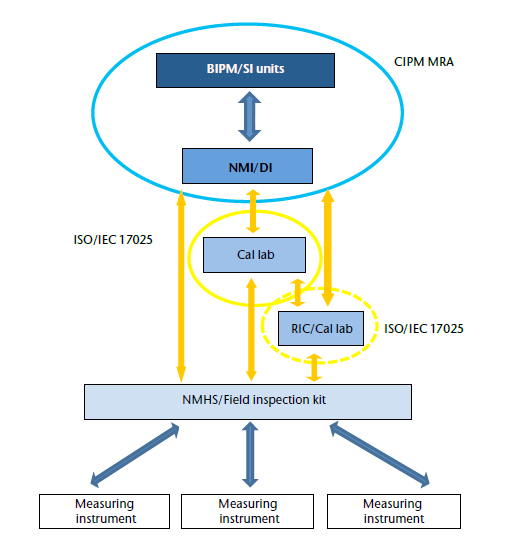 BIPM/SI units
CIPM MRA
NMI/DI
ISO/IEC 17025
Cal lab
RIC/Cal lab
ISO/IEC 17025
NMHS/Field inspection kit
Measuring
instrument
Measuring
instrument
Measuring
instrument